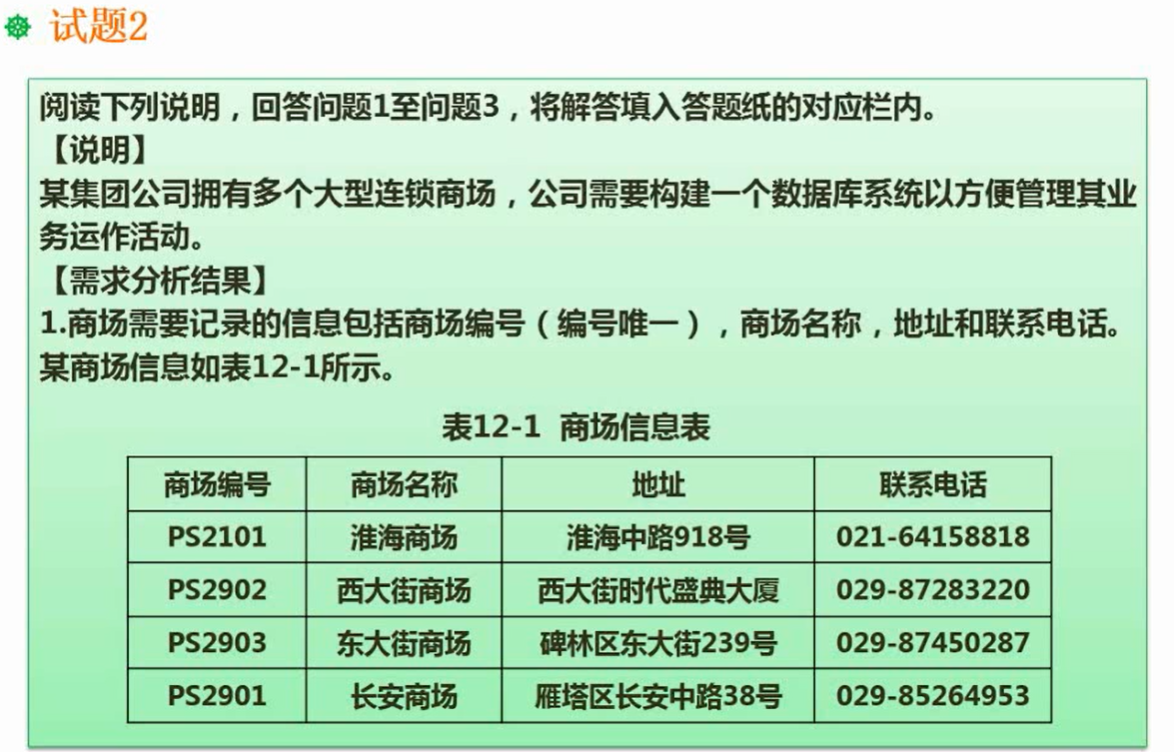 试题2
阅读下列说明，回答问题1至问题3，将解答填入答题纸的对应栏内。
【说明】
某集团公司拥有多个大型连锁商场，公司需要构建一个数据库系统以方便管理其业
务运作活动。
【需求分析结果】
1.商场需要记录的信息包括商场编号（编号唯一），商场名称，地址和联系电话。
某商场信息如表12-1所示。
表12-1 商场信息表
商场编号 商场名称 地址 联系电话
PS2101 淮海商场 淮海中路918号 021-64158818
PS2902 西大街商场 西大街时代盛典大厦 029-87283220
PS2903 东大街商场 碑林区东大街239号 029-87450287
PS2901 长安商场 雁塔区长安中路38号 029-85264953